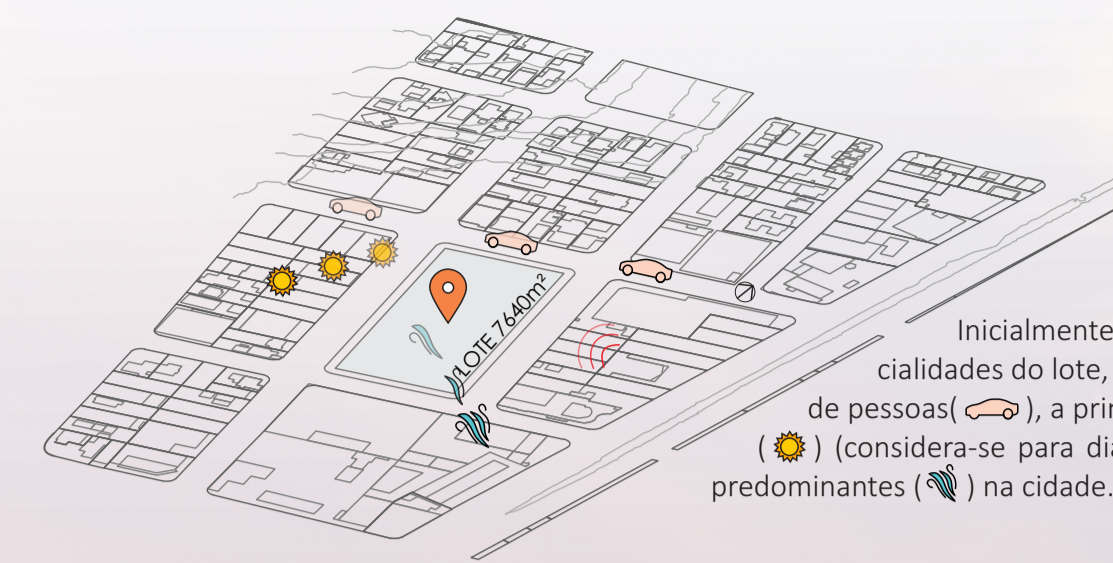 LOTE 7640m²
Inicialmente
cialidades do lote,
de pessoas( ), a prin
( ) (considera-se para dia
predominantes ( ) na cidade.